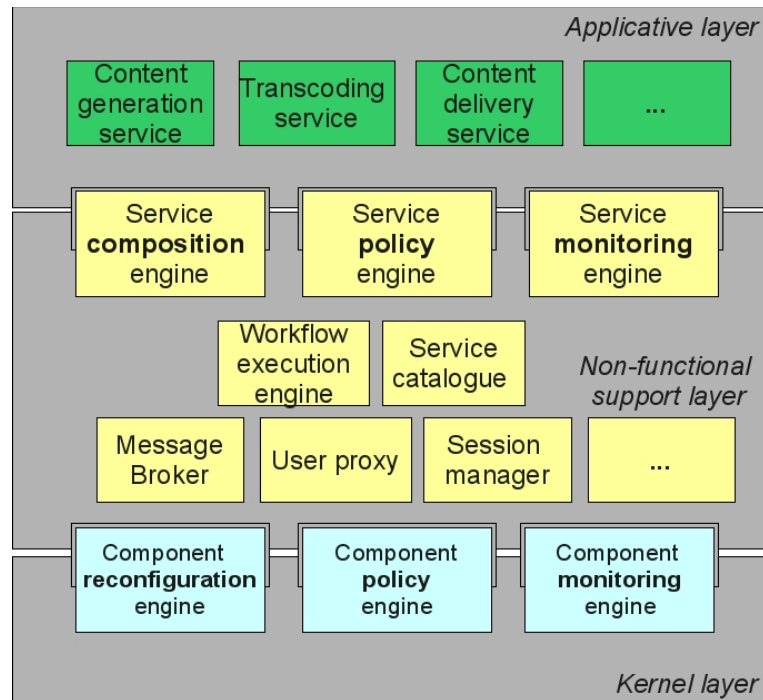 Applicative layer
Content
generation
service
Transcoding
service
Content
delivery
service
...
Service
composition
engine
Service
policy
engine
Service
monitoring
engine
Workflow
execution
engine
Service
catalogue
Non-functional
support layer
Message
Broker
User proxy
Session
manager
...
Component
reconfiguration
engine
Component
policy
engine
Component
monitoring
engine
Kernel layer